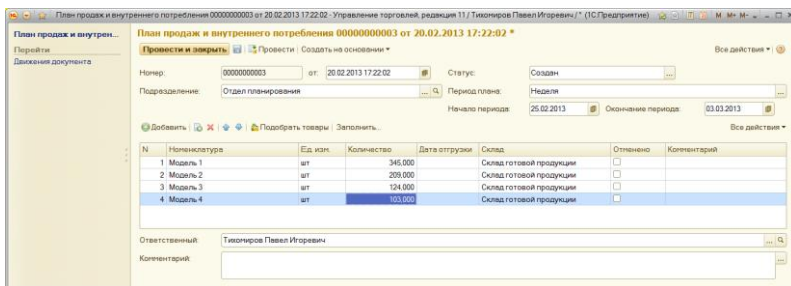 План продаж и внутреннего потребления 00000000003 от 20.02.2013 17:22:02 - Управление торговлей, редакция 11 / Тихомиров Павел Игоревич / * (1С:Предприятие)
M M+ M-
План продаж и внутрен...
Перейти
Движения документа
План продаж и внутреннего потребления 00000000003 от 20.02.2013 17:22:02 *
Провести и закрыть Провести Создать на основании Все действия
Номер: 00000000003 от: 20.02.2013 17:22:02 Статус: Создан ...
Подразделение: Отдел планирования ... Период плана: Неделя ...
Начало периода: 25.02.2013 Окончание периода: 03.03.2013
Добавить Подобрать товары Заполнить... Все действия
N Номенклатура Ед. изм. Количество Дата отгрузки Склад Отменено Комментарий
1 Модель 1 шт 345,000 Склад готовой продукции
2 Модель 2 шт 209,000 Склад готовой продукции
3 Модель 3 шт 124,000 Склад готовой продукции
4 Модель 4 шт 103,000 Склад готовой продукции
Ответственный: Тихомиров Павел Игоревич ...
Комментарий: ...